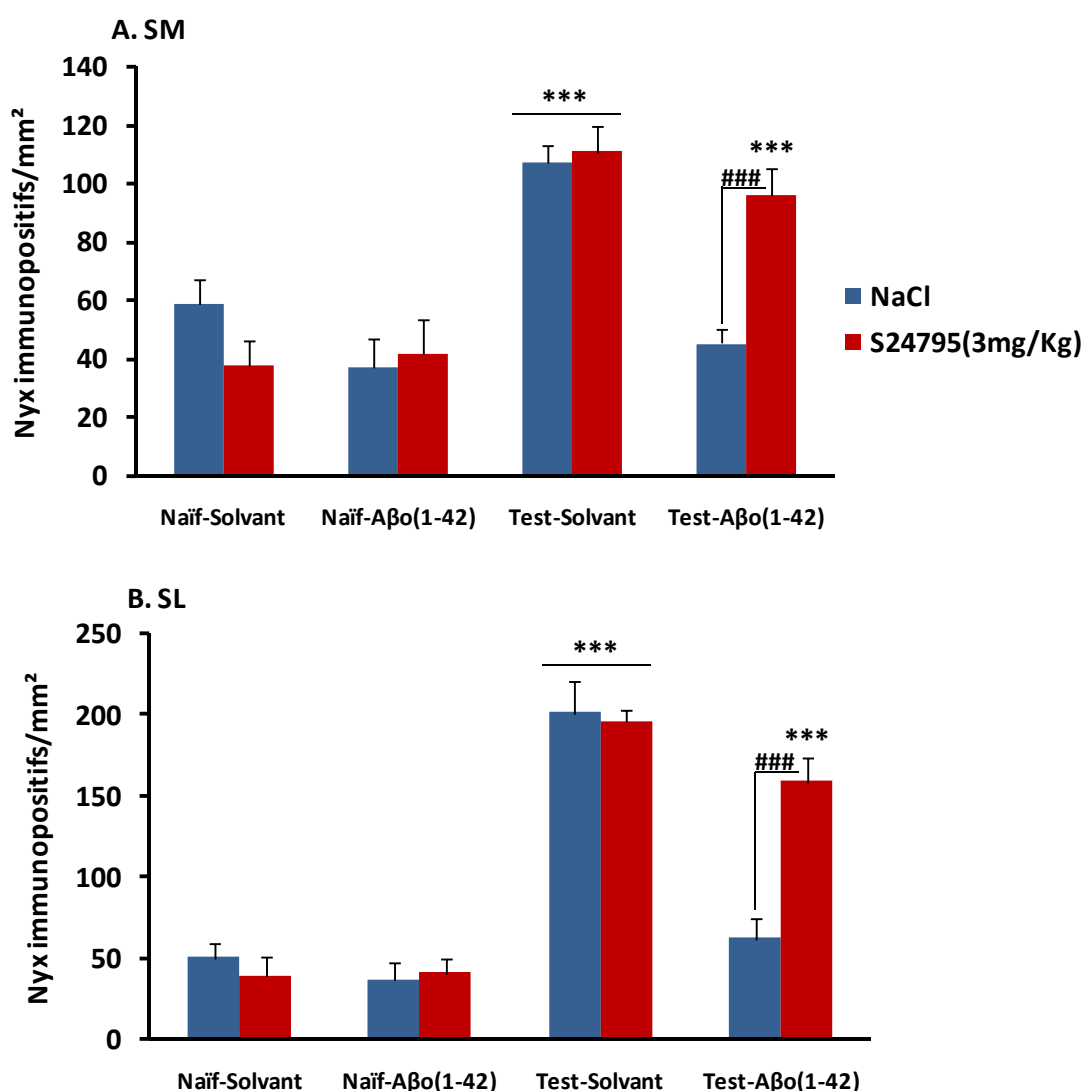 A. SM
140
120
100
80
60
40
20
0
Nyx immunopositifs/mm²
***
***
###
NaCl
S24795(3mg/Kg)
Naïf-Solvant
Naïf-Aβo(1-42)
Test-Solvant
Test-Aβo(1-42)
B. SL
250
200
150
100
50
0
Nyx immunopositifs/mm²
***
***
###
Naïf-Solvant
Naïf-Aβo(1-42)
Test-Solvant
Test-Aβo(1-42)